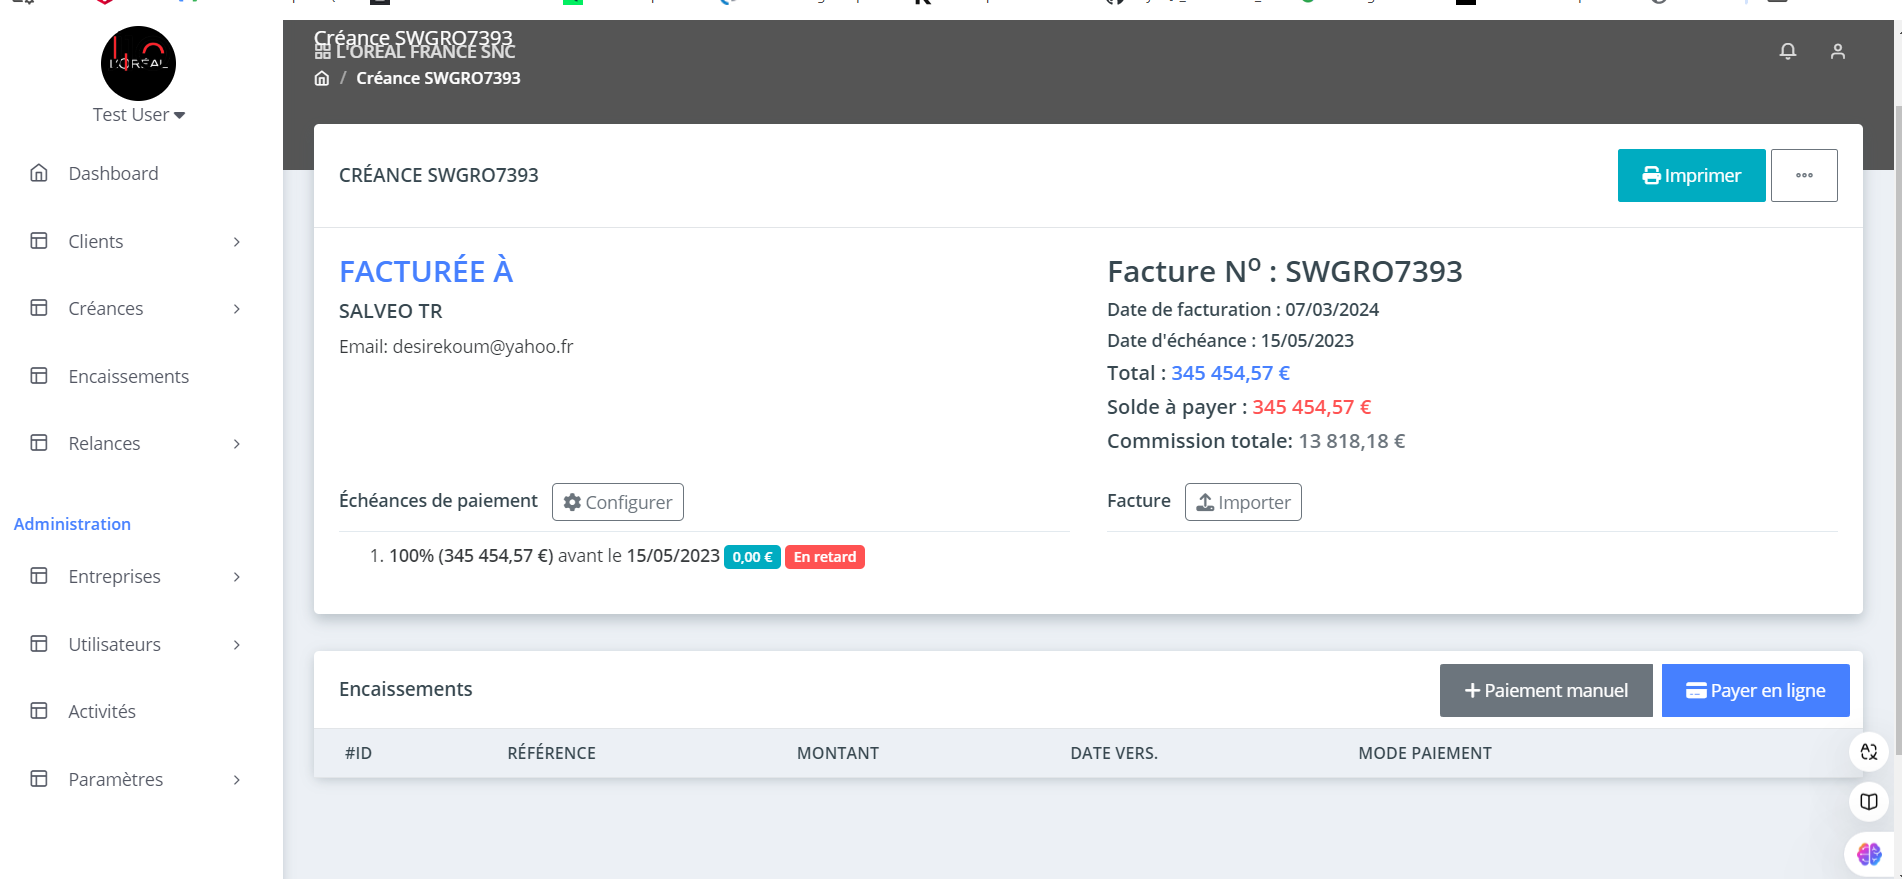 L'ORÉAL
Test User
Dashboard
Clients
Créances
Encaissements
Relances
Administration
Entreprises
Utilisateurs
Activités
Paramètres
Créance SWGRO7393
L'OREAL FRANCE SNC
/ Créance SWGRO7393
CRÉANCE SWGRO7393
Imprimer
FACTURÉE À
SALVEO TR
Email: desirekoum@yahoo.fr
Facture Nº : SWGRO7393
Date de facturation : 07/03/2024
Date d'échéance : 15/05/2023
Total : 345 454,57 €
Solde à payer : 345 454,57 €
Commission totale: 13 818,18 €
Échéances de paiement Configurer
1. 100% (345 454,57 €) avant le 15/05/2023 0,00 € En retard
Facture Importer
Encaissements
+ Paiement manuel
Payer en ligne
#ID RÉFÉRENCE MONTANT DATE VERS. MODE PAIEMENT